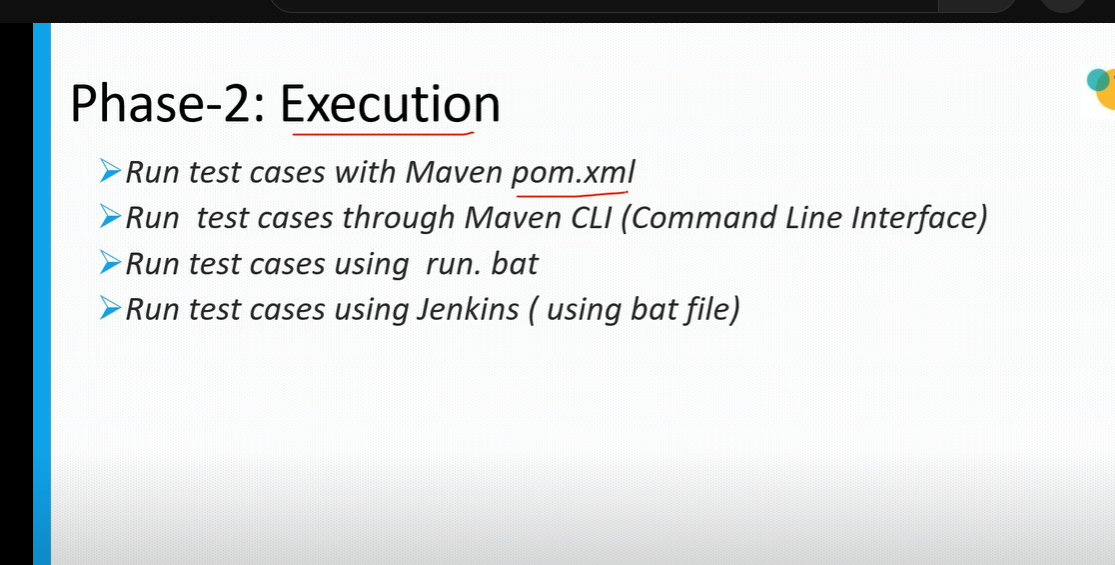 Phase-2: Execution
Run test cases with Maven pom.xml
Run  test cases through Maven CLI (Command Line Interface)
Run test cases using  run. bat
Run test cases using Jenkins ( using bat file)